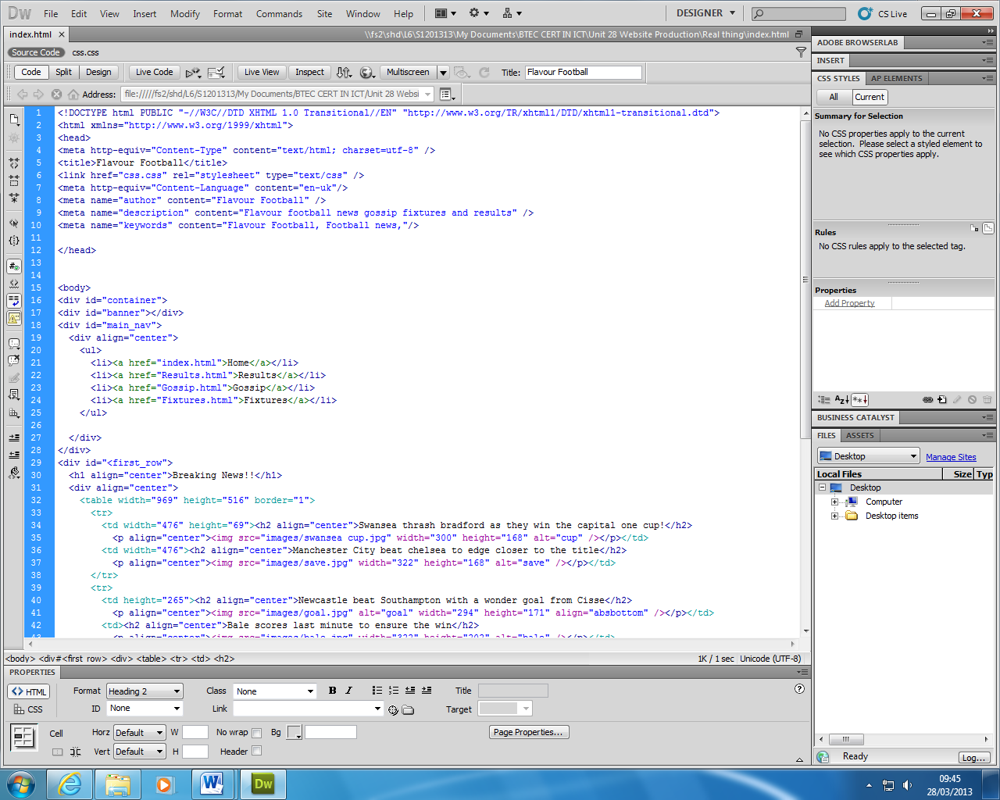 Dw File Edit View Insert Modify Format Commands Site Window Help DESIGNER CS Live
index.html \\fs2\shd\L6\S1201313\My Documents\BTEC CERT IN ICT\Unit 28 Website Production\Real thing\index.html
Source Code css.css
Code Split Design Live Code Live View Inspect Multiscreen Title: Flavour Football
Address: file://///fs2/shd/L6/S1201313/My Documents/BTEC CERT IN ICT/Unit 28 Websi
1 <!DOCTYPE html PUBLIC "-//W3C//DTD XHTML 1.0 Transitional//EN" "http://www.w3.org/TR/xhtml1/DTD/xhtml1-transitional.dtd">
2 <html xmlns="http://www.w3.org/1999/xhtml">
3 <head>
4 <meta http-equiv="Content-Type" content="text/html; charset=utf-8" />
5 <title>Flavour Football</title>
6 <link href="css.css" rel="stylesheet" type="text/css" />
7 <meta http-equiv="Content-Language" content="en-uk"/>
8 <meta name="author" content="Flavour Football" />
9 <meta name="description" content="Flavour football news gossip fixtures and results" />
10 <meta name="keywords" content="Flavour Football, Football news,"/>
11
12 </head>
13
14
15 <body>
16 <div id="container">
17 <div id="banner"></div>
18 <div id="main_nav">
19 <div align="center">
20 <ul>
21 <li><a href="index.html">Home</a></li>
22 <li><a href="Results.html">Results</a></li>
23 <li><a href="Gossip.html">Gossip</a></li>
24 <li><a href="Fixtures.html">Fixtures</a></li>
25 </ul>
26
27 </div>
28 </div>
29 <div id="<first_row">
30 <h1 align="center">Breaking News!!</h1>
31 <div align="center">
32 <table width="969" height="516" border="1">
33 <tr>
34 <td width="476" height="69"><h2 align="center">Swansea thrash bradford as they win the capital one cup!</h2>
35 <p align="center"><img src="images/swansea cup.jpg" width="300" height="168" alt="cup" /></p></td>
36 <td width="476"><h2 align="center">Manchester City beat chelsea to edge closer to the title</h2>
37 <p align="center"><img src="images/save.jpg" width="322" height="168" alt="save" /></p></td>
38 </tr>
39 <tr>
40 <td height="265"><h2 align="center">Newcastle beat Southampton with a wonder goal from Cisse</h2>
41 <p align="center"><img src="images/goal.jpg" alt="goal" width="294" height="171" align="absbottom" /></p></td>
42 <td><h2 align="center">Bale scores last minute to ensure the win</h2>
<body> <div#<first_row> <div> <table> <tr> <td> <h2> 1K / 1 sec Unicode (UTF-8)
PROPERTIES
<> HTML Format Heading 2 Class None B I Title
CSS ID None Link Target
Cell Horz Default W No wrap Bg Page Properties...
Vert Default H Header
ADOBE BROWSERLAB
INSERT
CSS STYLES AP ELEMENTS
All Current
Summary for Selection
No CSS properties apply to the current
selection. Please select a styled element to
see which CSS properties apply.
Rules
No CSS rules apply to the selected tag.
Properties
Add Property
BUSINESS CATALYST
FILES ASSETS
Desktop Manage Sites
Local Files Size Typ
Desktop
Computer
Desktop items
Ready Log...
W Dw
09:45
28/03/2013